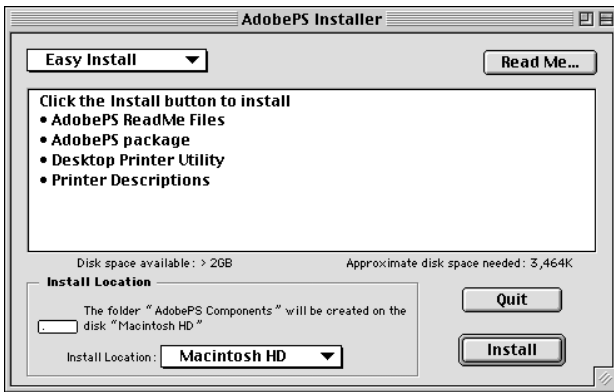 AdobePS Installer
Easy Install
Read Me...
Click the Install button to install
• AdobePS ReadMe Files
• AdobePS package
• Desktop Printer Utility
• Printer Descriptions
Disk space available: > 2GB
Approximate disk space needed: 3,464K
Install Location
The folder "AdobePS Components" will be created on the
disk "Macintosh HD"
Install Location:
Macintosh HD
Quit
Install